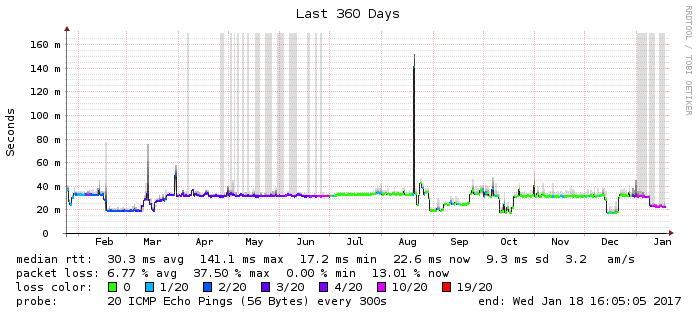 Last 360 Days
RRDTOOL / TOBI OETIKER
Seconds
160 m
140 m
120 m
100 m
80 m
60 m
40 m
20 m
0
Feb Mar Apr May Jun Jul Aug Sep Oct Nov Dec Jan
median rtt: 30.3 ms avg 141.1 ms max 17.2 ms min 22.6 ms now 9.3 ms sd 3.2 am/s
packet loss: 6.77 % avg 37.50 % max 0.00 % min 13.01 % now
loss color: 0 1/20 2/20 3/20 4/20 10/20 19/20
probe: 20 ICMP Echo Pings (56 Bytes) every 300s end: Wed Jan 18 16:05:05 2017